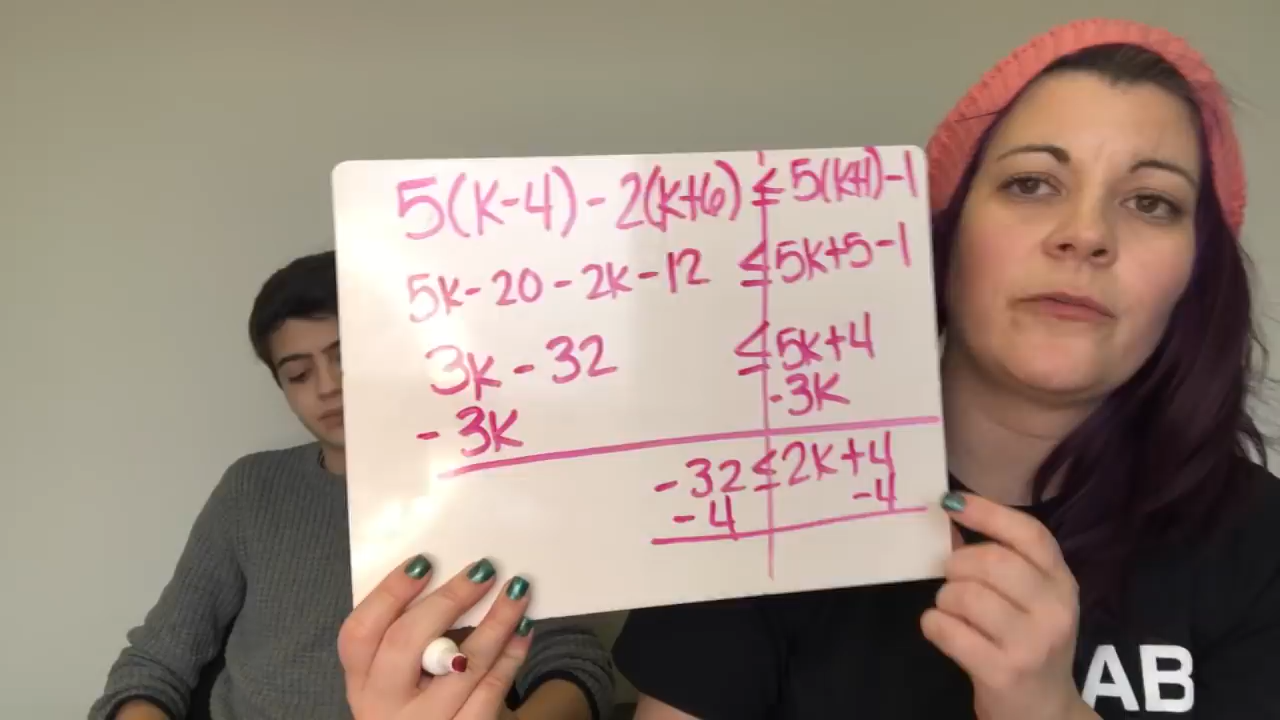 5(k-4) - 2(k+6) ≤ 5(k+1) - 1
5k - 20 - 2k - 12 ≤ 5k + 5 - 1
3k - 32 ≤ 5k + 4
- 3k - 3k
- 32 ≤ 2k + 4
- 4 - 4
AB